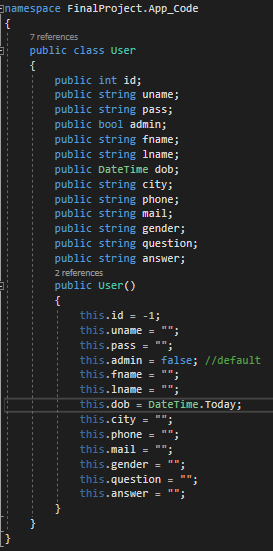 namespace FinalProject.App_Code
{
7 references
public class User
{
public int id;
public string uname;
public string pass;
public bool admin;
public string fname;
public string lname;
public DateTime dob;
public string city;
public string phone;
public string mail;
public string gender;
public string question;
public string answer;
2 references
public User()
{
this.id = -1;
this.uname = "";
this.pass = "";
this.admin = false; //default
this.fname = "";
this.lname = "";
this.dob = DateTime.Today;
this.city = "";
this.phone = "";
this.mail = "";
this.gender = "";
this.question = "";
this.answer = "";
}
}
}